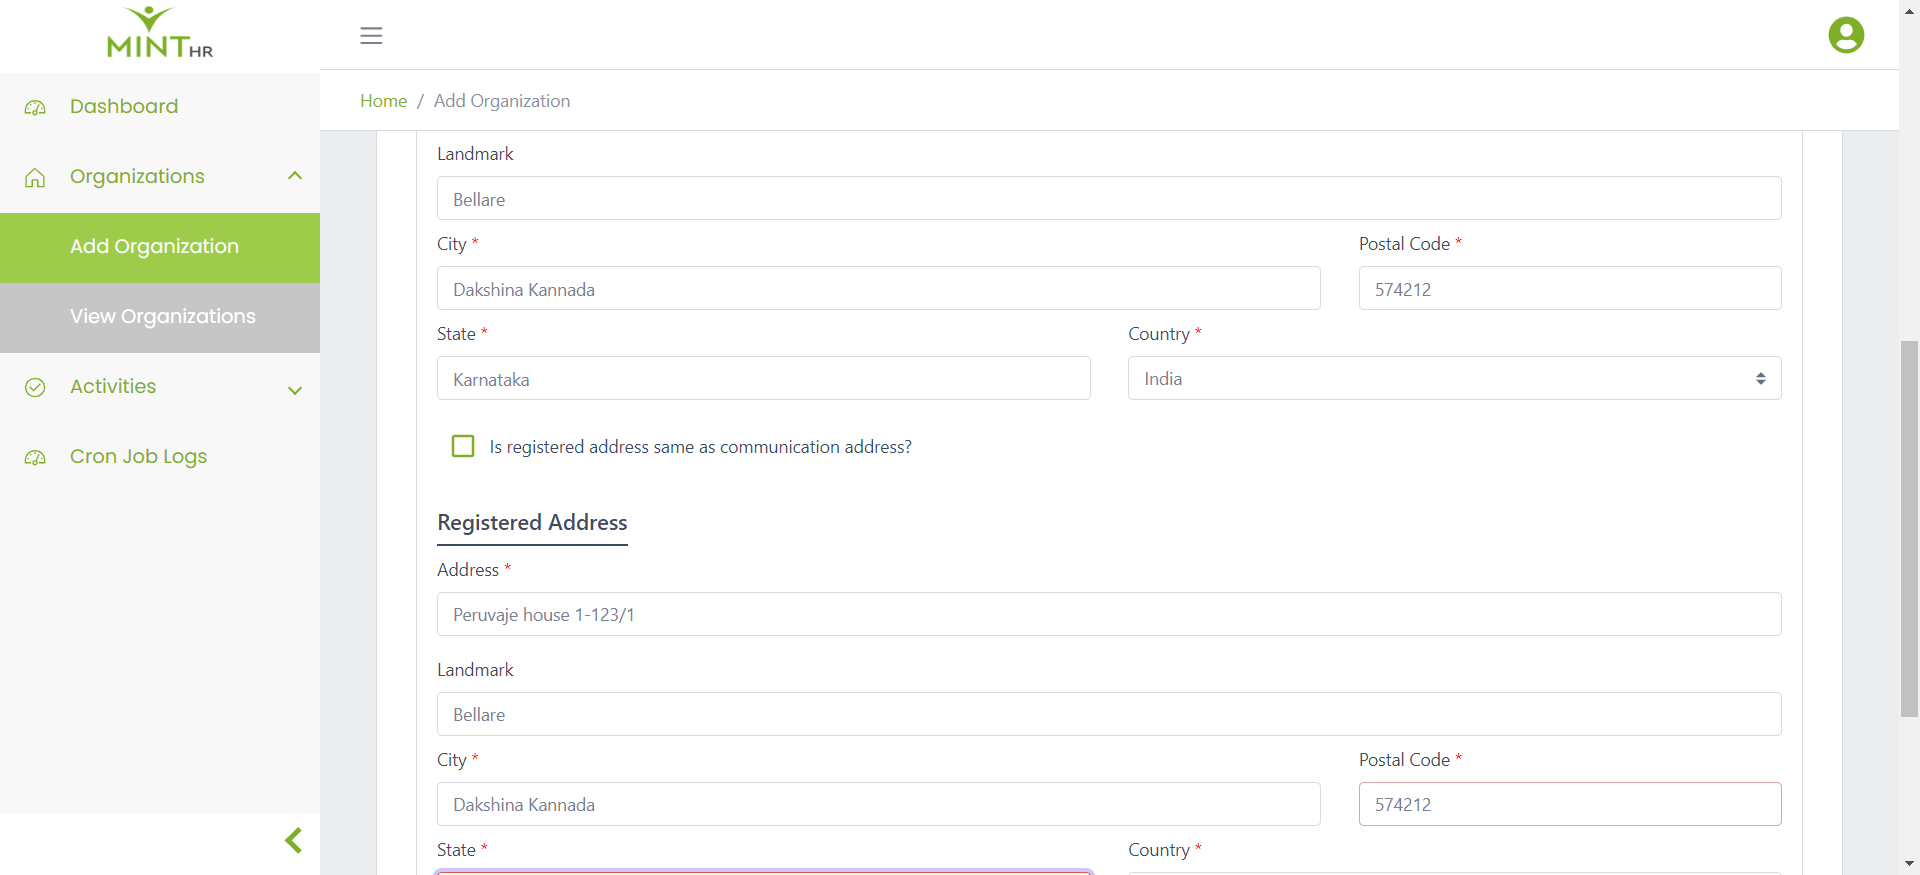 MINT HR
Dashboard
Organizations
Add Organization
View Organizations
Activities
Cron Job Logs
Home / Add Organization
Landmark
Bellare
City * Postal Code *
Dakshina Kannada 574212
State * Country *
Karnataka India
Is registered address same as communication address?
Registered Address
Address *
Peruvaje house 1-123/1
Landmark
Bellare
City * Postal Code *
Dakshina Kannada 574212
State * Country *